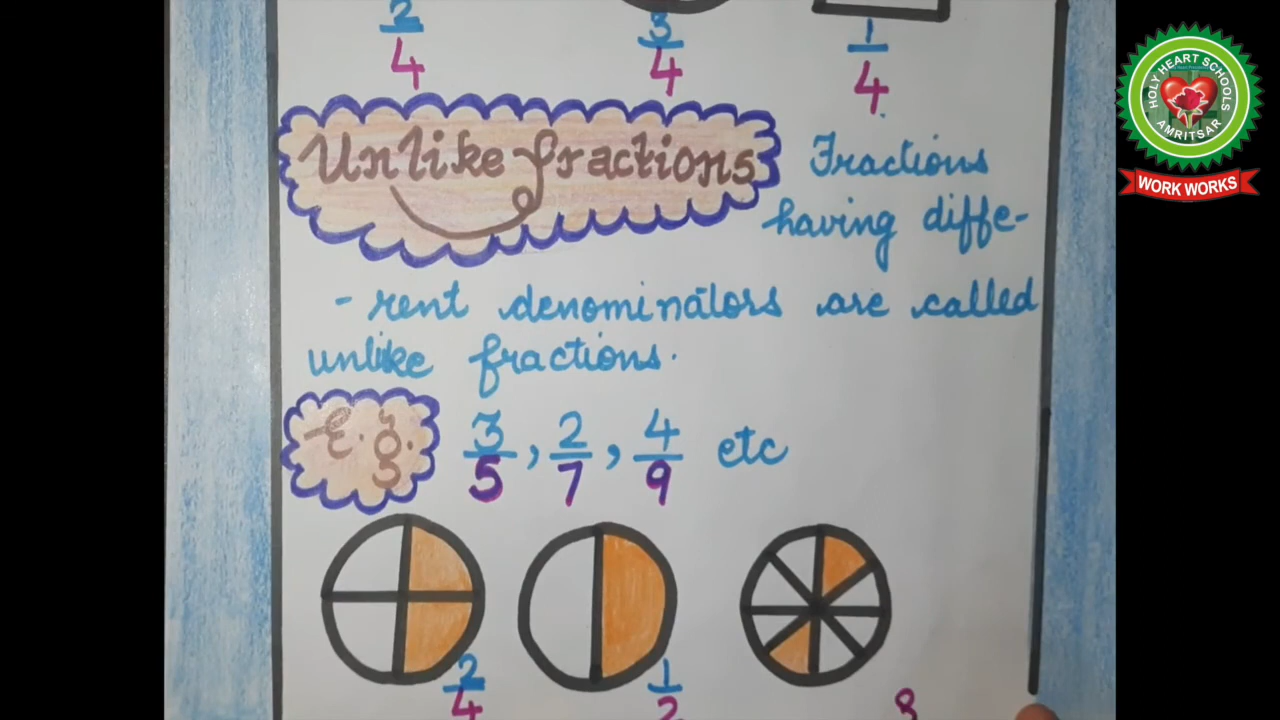 2/4 3/4 1/4
Unlike fractions
Fractions
having diffe-
-rent denominators are called
unlike fractions.
E.g. 3/5, 2/7, 4/9 etc
2/4 1/2 8
HOLY HEART SCHOOLS
AMRITSAR
WORK WORKS